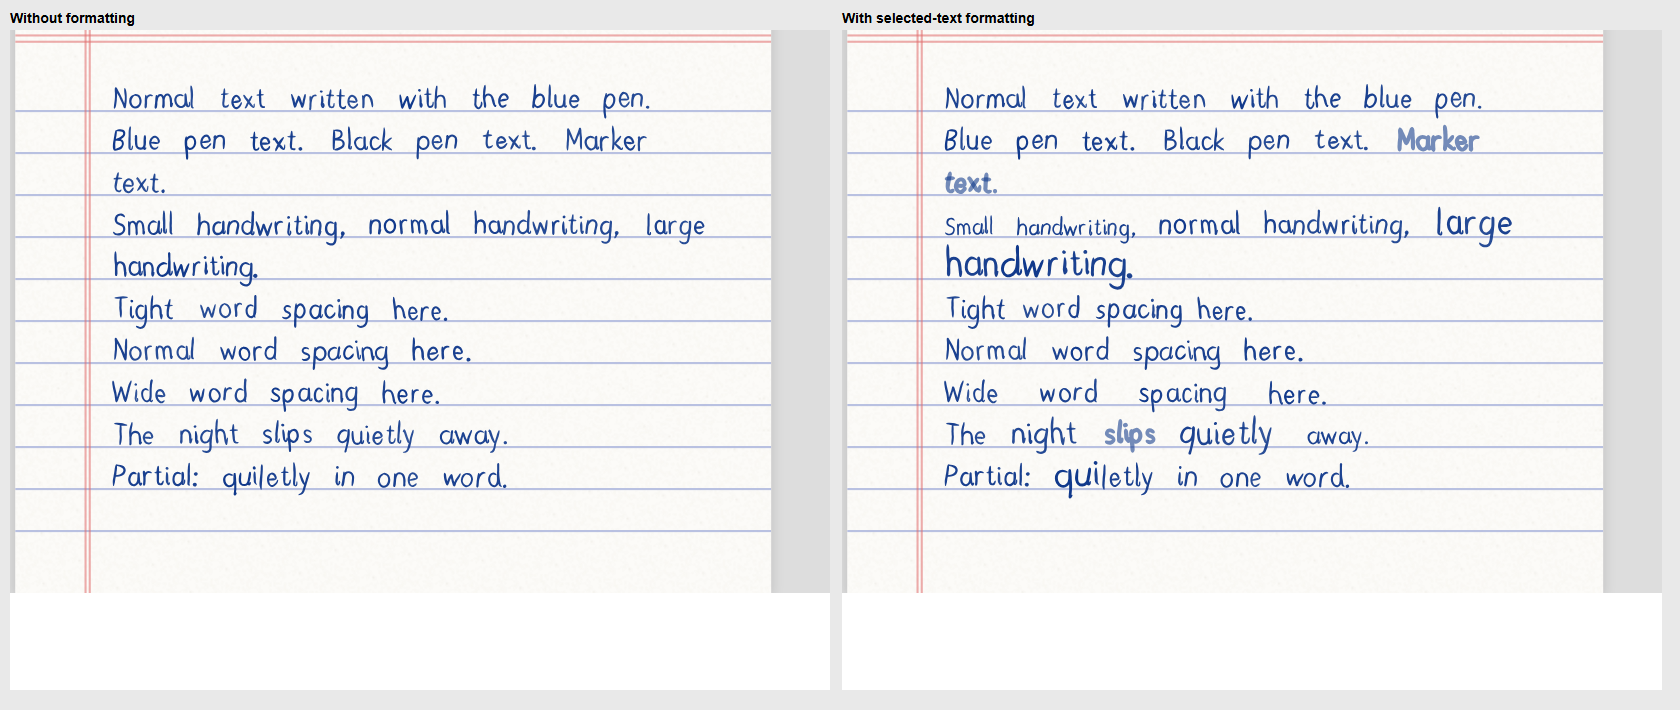 Without formatting
Normal text written with the blue pen.
Blue pen text. Black pen text. Marker
text.
Small handwriting, normal handwriting, large
handwriting.
Tight word spacing here.
Normal word spacing here.
Wide word spacing here.
The night slips quietly away.
Partial: qui|etly in one word.
With selected-text formatting
Normal text written with the blue pen.
Blue pen text. Black pen text. Marker
text.
Small handwriting, normal handwriting, large
handwriting.
Tight word spacing here.
Normal word spacing here.
Wide word spacing here.
The night slips quietly away.
Partial: qui|etly in one word.